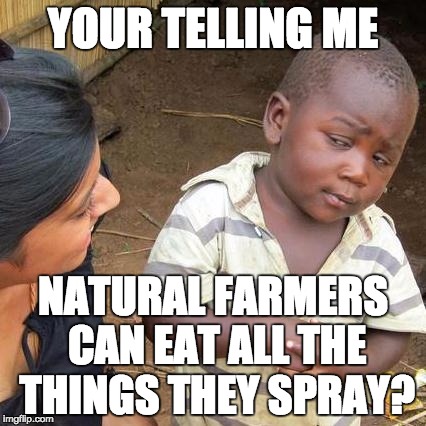 YOUR TELLING ME
NATURAL FARMERS
CAN EAT ALL THE
THINGS THEY SPRAY?
imgflip.com